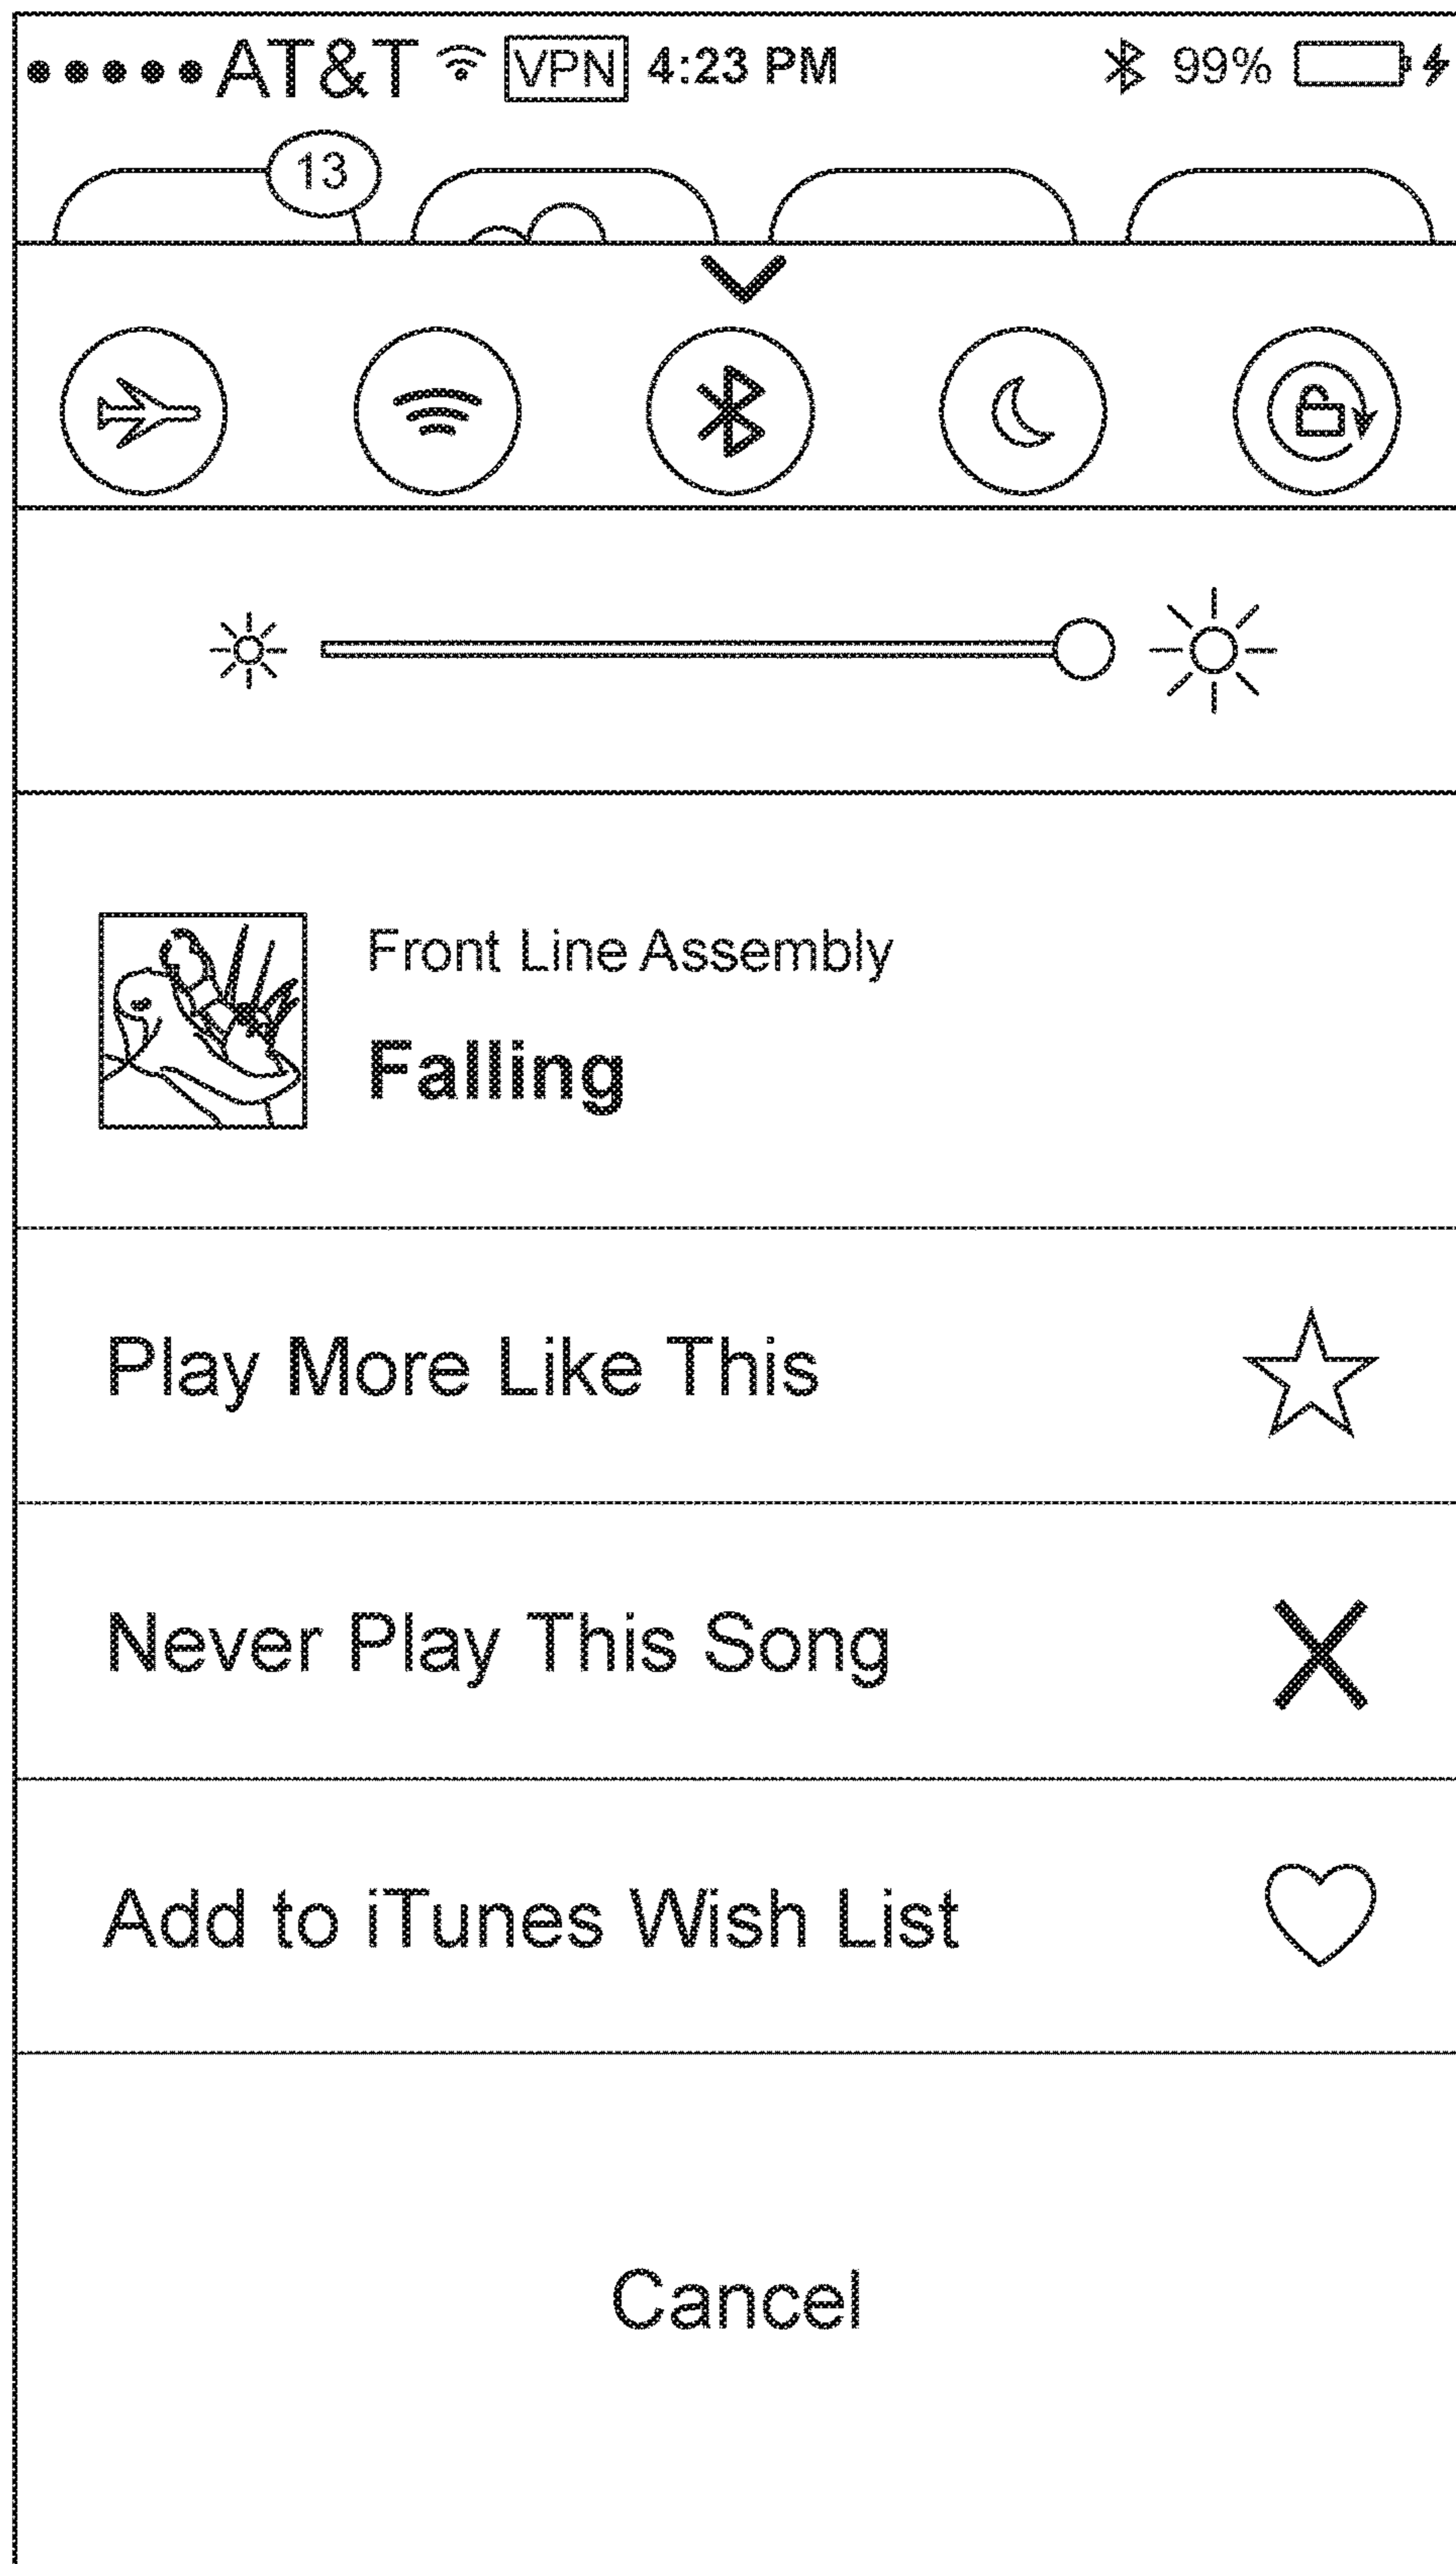 AT&T VPN 4:23 PM 99%
13
Front Line Assembly
Falling
Play More Like This
Never Play This Song
Add to iTunes Wish List
Cancel